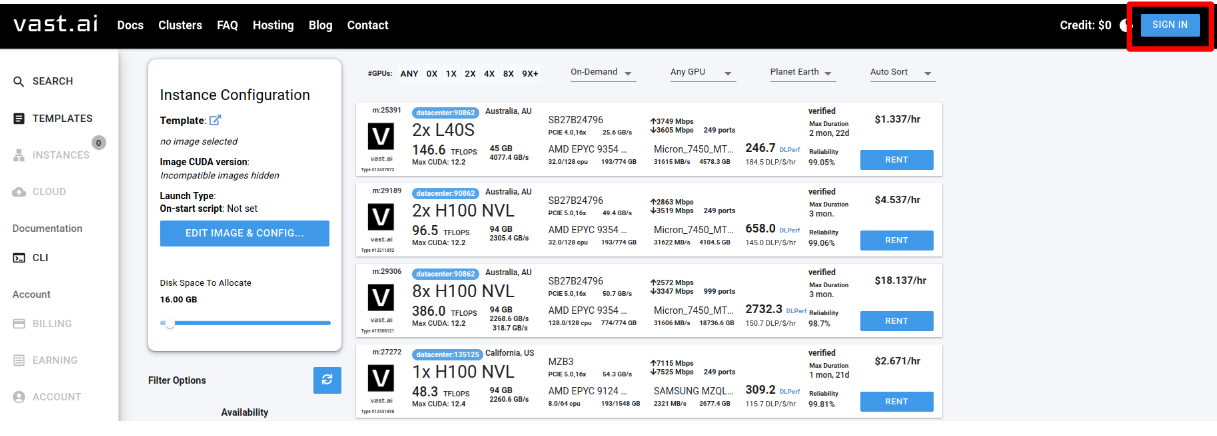 vast.ai Docs Clusters FAQ Hosting Blog Contact Credit: $0 SIGN IN
SEARCH
TEMPLATES
0
INSTANCES
CLOUD
Documentation
CLI
Account
BILLING
EARNING
ACCOUNT
Instance Configuration
Template:
no image selected
Image CUDA version:
Incompatible images hidden
Launch Type:
On-start script: Not set
EDIT IMAGE & CONFIG...
Disk Space To Allocate
16.00 GB
Filter Options
Availability
#GPUs: ANY 0X 1X 2X 4X 8X 9X+ On-Demand Any GPU Planet Earth Auto Sort
m:25391 datacenter:90862 Australia, AU verified
V 2x L40S SB27B24796 ↑3749 Mbps Max Duration $1.337/hr
PCIE 4.0,16x 25.6 GB/s ↓3605 Mbps 249 ports 2 mon, 22d
vast.ai 146.6 TFLOPS 45 GB AMD EPYC 9354 ... Micron_7450_MT... 246.7 DLPerf Reliability RENT
Max CUDA: 12.2 4077.4 GB/s 32.0/128 cpu 193/774 GB 31615 MB/s 4578.3 GB 184.5 DLP/$/hr 99.05%
m:29189 datacenter:90862 Australia, AU verified
V 2x H100 NVL SB27B24796 ↑2863 Mbps Max Duration $4.537/hr
PCIE 5.0,16x 49.4 GB/s ↓3519 Mbps 249 ports 3 mon.
vast.ai 96.5 TFLOPS 94 GB AMD EPYC 9354 ... Micron_7450_MT... 658.0 DLPerf Reliability RENT
Max CUDA: 12.2 2305.4 GB/s 32.0/128 cpu 193/774 GB 31622 MB/s 4104.5 GB 145.0 DLP/$/hr 99.06%
m:29306 datacenter:90862 Australia, AU verified
V 8x H100 NVL SB27B24796 ↑2572 Mbps Max Duration $18.137/hr
PCIE 5.0,16x 50.7 GB/s ↓3347 Mbps 999 ports 3 mon.
vast.ai 386.0 TFLOPS 94 GB AMD EPYC 9354 ... Micron_7450_MT... 2732.3 DLPerf Reliability RENT
Max CUDA: 12.2 2268.6 GB/s 128.0/128 cpu 774/774 GB 31606 MB/s 18736.6 GB 150.7 DLP/$/hr 98.7%
318.7 GB/s
m:27272 datacenter:135125 California, US verified
V 1x H100 NVL MZB3 ↑7115 Mbps Max Duration $2.671/hr
PCIE 5.0,16x 54.3 GB/s ↓7525 Mbps 249 ports 1 mon, 21d
vast.ai 48.3 TFLOPS 94 GB AMD EPYC 9124 ... SAMSUNG MZQL... 309.2 DLPerf Reliability RENT
Max CUDA: 12.4 2260.6 GB/s 8.0/64 cpu 193/1548 GB 2321 MB/s 2677.4 GB 115.7 DLP/$/hr 99.81%